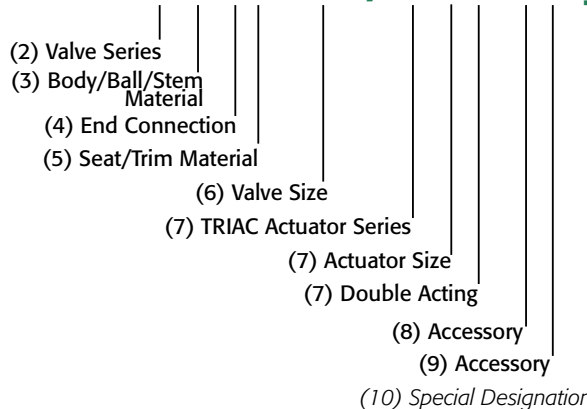 (2) Valve Series
(3) Body/Ball/Stem
Material
(4) End Connection
(5) Seat/Trim Material
(6) Valve Size
(7) TRIAC Actuator Series
(7) Actuator Size
(7) Double Acting
(8) Accessory
(9) Accessory
(10) Special Designation